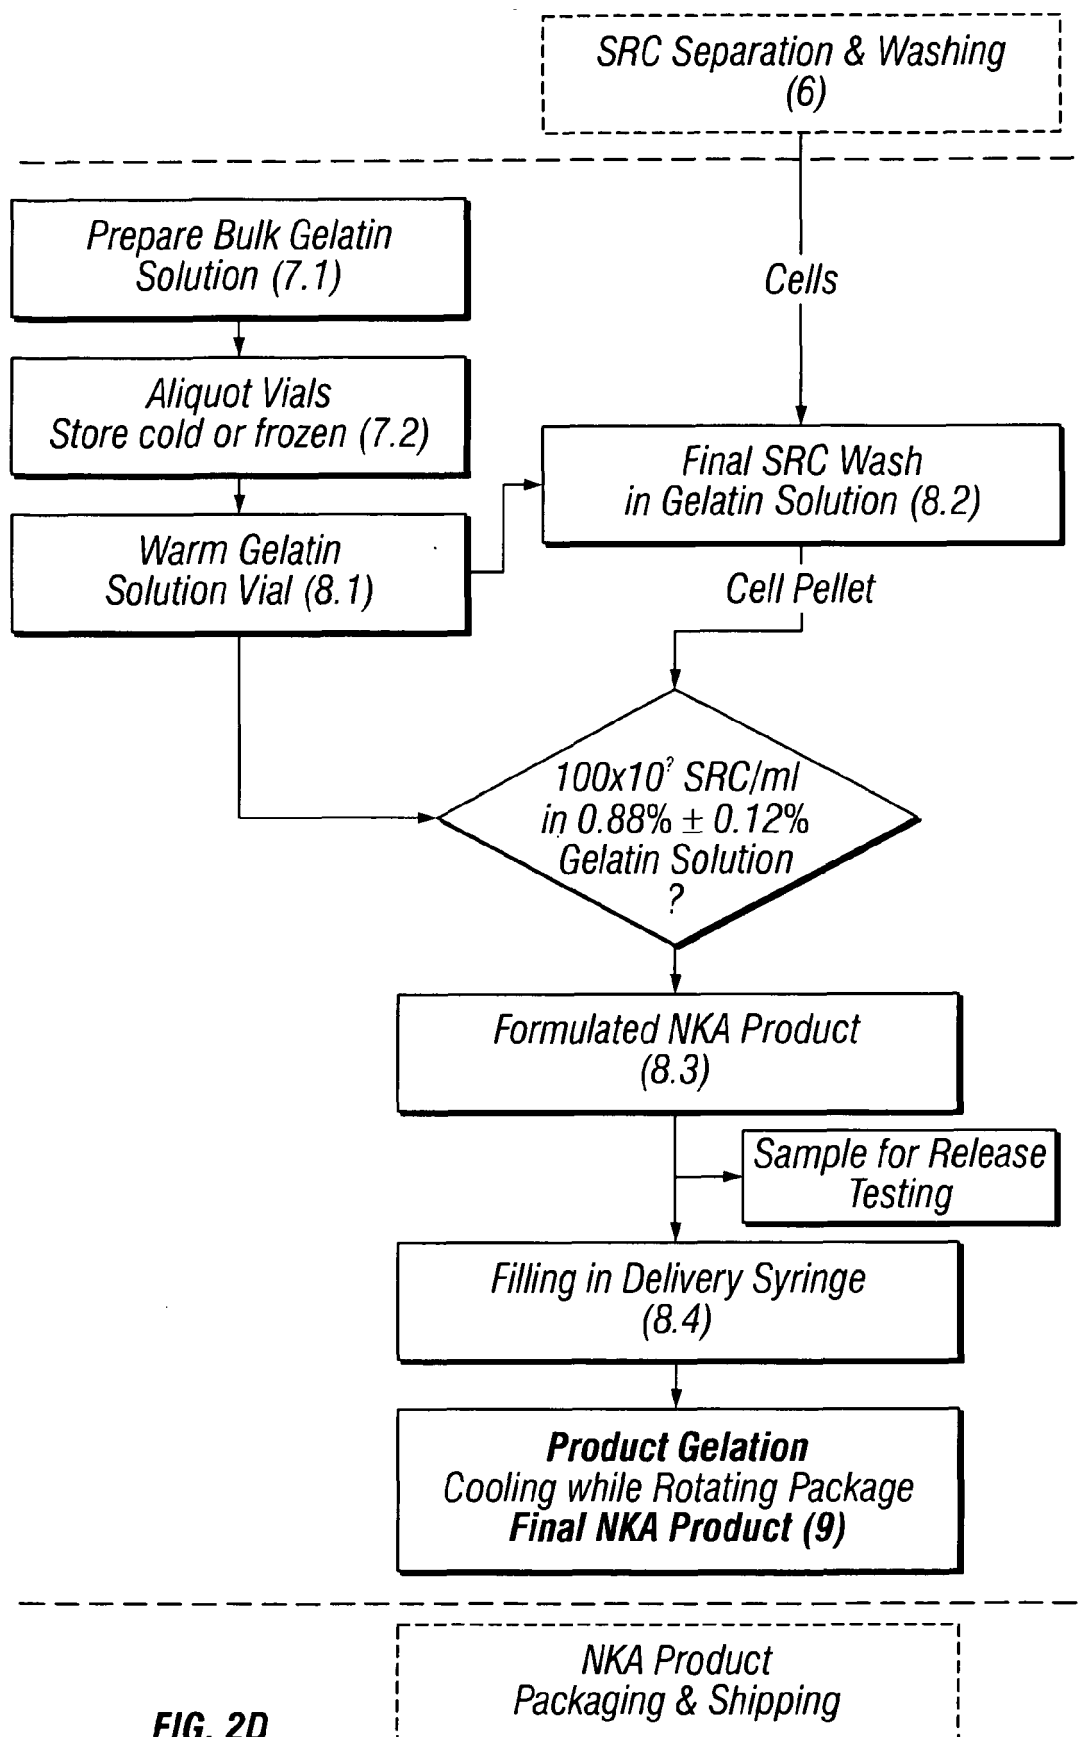 SRC Separation & Washing
(6)
Prepare Bulk Gelatin
Solution (7.1)
Cells
Aliquot Vials
Store cold or frozen (7.2)
Final SRC Wash
in Gelatin Solution (8.2)
Warm Gelatin
Solution Vial (8.1)
Cell Pellet
100x10? SRC/ml
in 0.88% ± 0.12%
Gelatin Solution
?
Formulated NKA Product
(8.3)
Sample for Release
Testing
Filling in Delivery Syringe
(8.4)
Product Gelation
Cooling while Rotating Package
Final NKA Product (9)
NKA Product
Packaging & Shipping
FIG. 2D